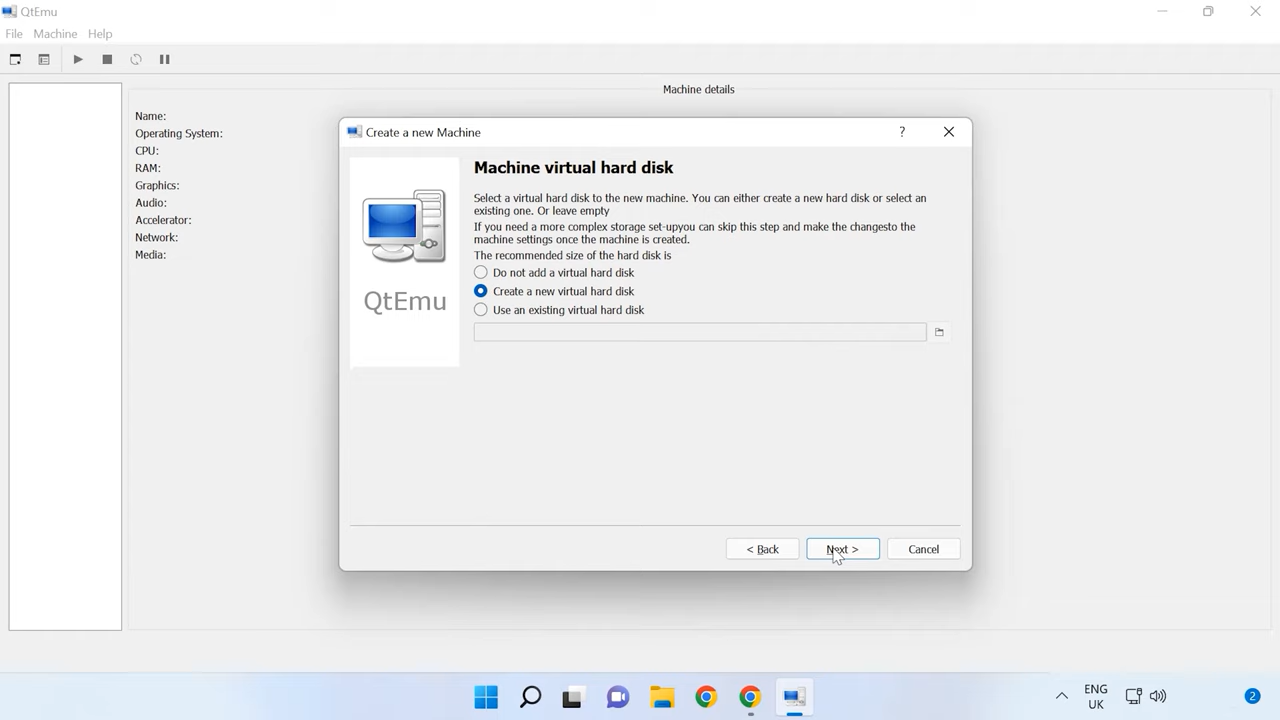 QtEmu
File Machine Help
Machine details
Name:
Operating System:
CPU:
RAM:
Graphics:
Audio:
Accelerator:
Network:
Media:
Create a new Machine
?
QtEmu
Machine virtual hard disk
Select a virtual hard disk to the new machine. You can either create a new hard disk or select an
existing one. Or leave empty
If you need a more complex storage set-upyou can skip this step and make the changesto the
machine settings once the machine is created.
The recommended size of the hard disk is
Do not add a virtual hard disk
Create a new virtual hard disk
Use an existing virtual hard disk
< Back
Next >
Cancel
ENG
UK
2